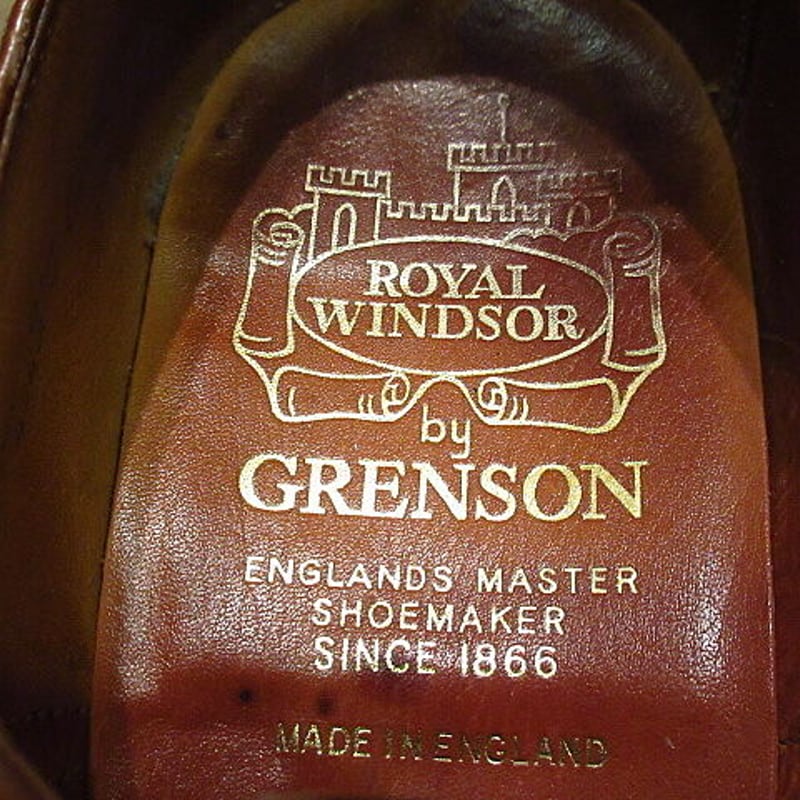 ROYAL
WINDSOR
by
GRENSON
ENGLANDS MASTER
SHOEMAKER
SINCE 1866
MADE IN ENGLAND